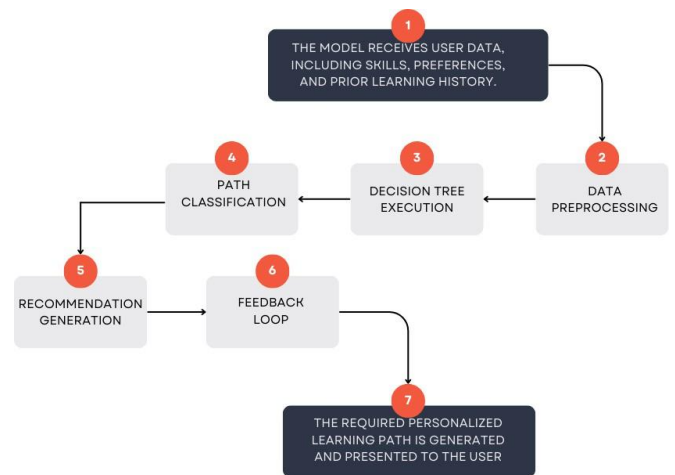 1
THE MODEL RECEIVES USER DATA,
INCLUDING SKILLS, PREFERENCES,
AND PRIOR LEARNING HISTORY.
2
DATA
PREPROCESSING
3
DECISION TREE
EXECUTION
4
PATH
CLASSIFICATION
5
RECOMMENDATION
GENERATION
6
FEEDBACK
LOOP
7
THE REQUIRED PERSONALIZED
LEARNING PATH IS GENERATED
AND PRESENTED TO THE USER